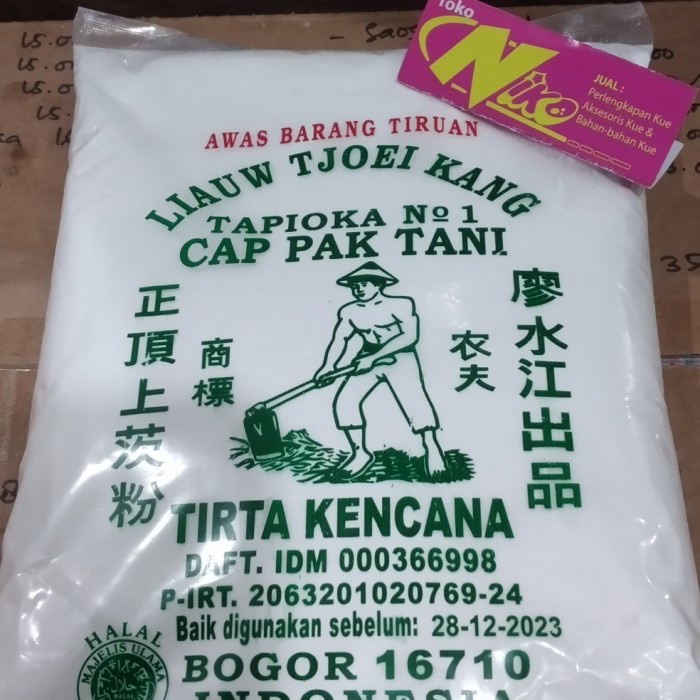 Toko
Niko
JUAL :
Perlengkapan Kue
Aksesoris Kue &
Bahan-bahan Kue
AWAS BARANG TIRUAN
LIAUW TJOEI KANG
TAPIOKA No 1
CAP PAK TANI
正頂上茨粉
商標
农夫
廖水江出品
TIRTA KENCANA
DAFT. IDM 000366998
P-IRT. 2063201020769-24
Baik digunakan sebelum: 28-12-2023
HALAL
MAJELIS ULAMA
BOGOR 16710
INDONESIA